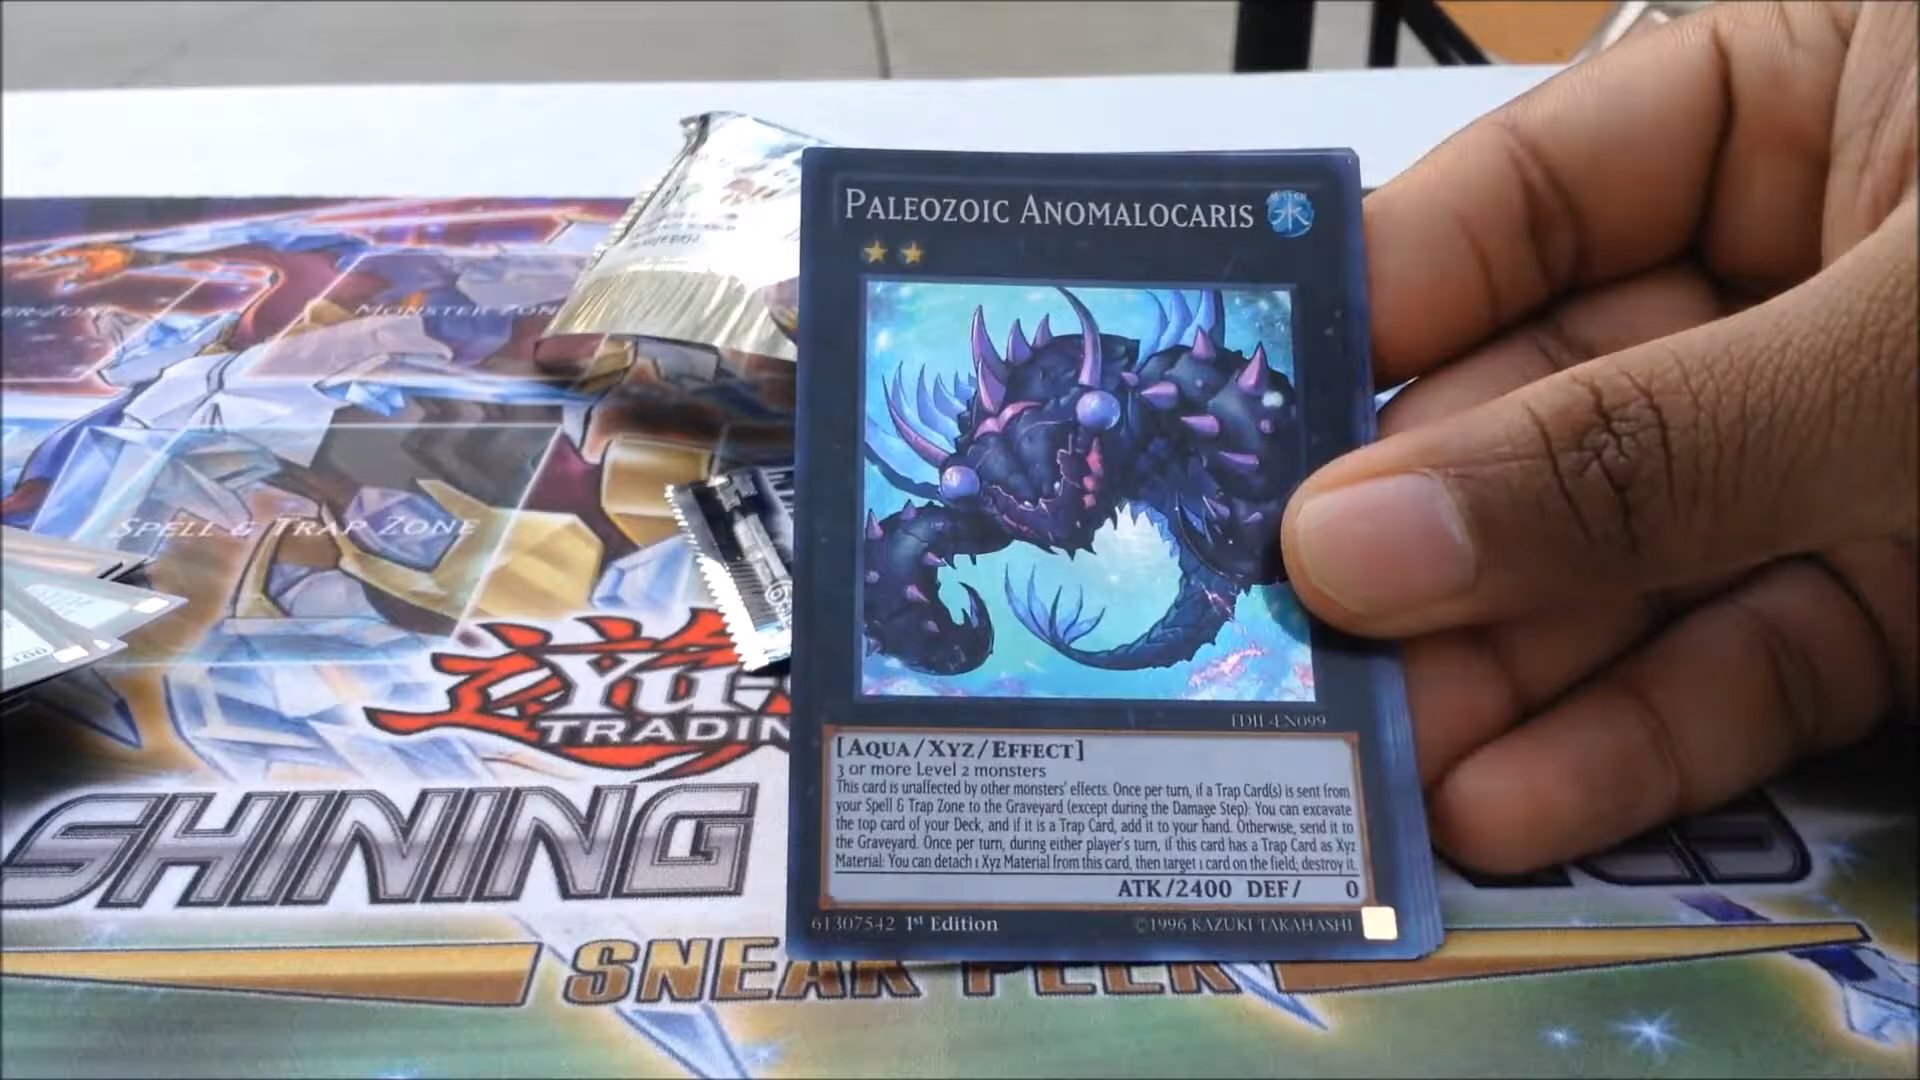 PALEOZOIC ANOMALOCARIS
水
MONSTER ZON
SPELL & TRAP ZONE
100
Yu-
TRADIN
SHINING
SNEAK PEEK
[AQUA/XYZ/EFFECT]
3 or more Level 2 monsters
This card is unaffected by other monsters' effects. Once per turn, if a Trap Card(s) is sent from
your Spell & Trap Zone to the Graveyard (except during the Damage Step): You can excavate
the top card of your Deck, and if it is a Trap Card, add it to your hand. Otherwise, send it to
the Graveyard. Once per turn, during either player's turn, if this card has a Trap Card as Xyz
Material: You can detach 1 Xyz Material from this card, then target 1 card on the field; destroy it.
ATK/2400 DEF/ 0
61307542 1st Edition
©1996 KAZUKI TAKAHASHI